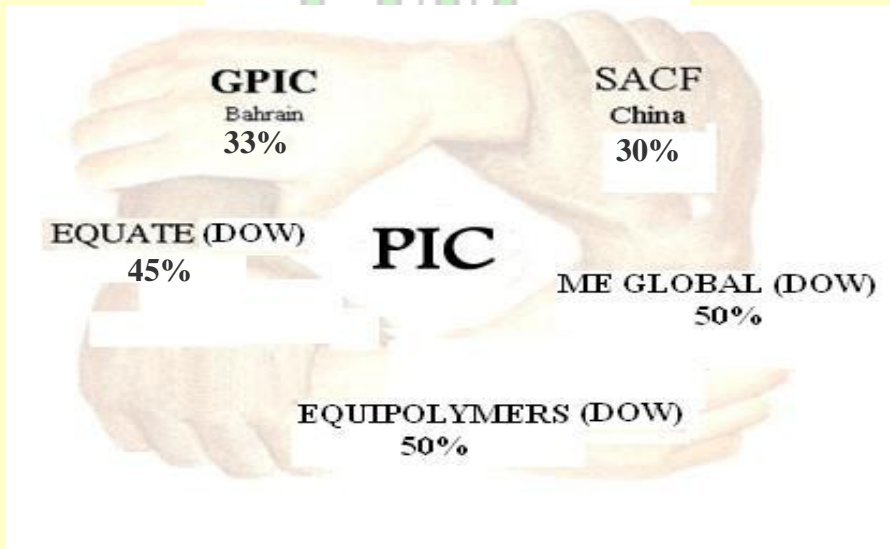 GPIC
Bahrain
33%
SACF
China
30%
EQUATE (DOW)
45%
PIC
ME GLOBAL (DOW)
50%
EQUIPOLYMERS (DOW)
50%